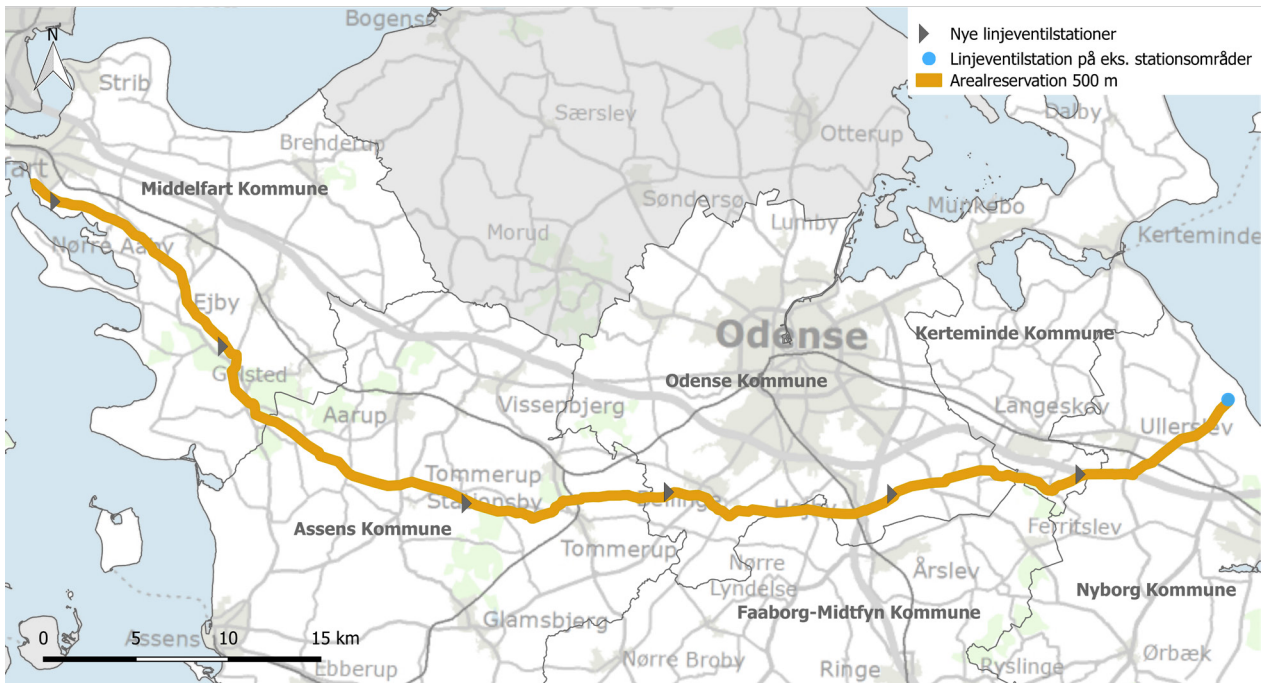 Bogense
Nye linjeventilstationer
Linjeventilstation på eks. stationsområder
Arealreservation 500 m
N
Strib
Særslev
Otterup
Dalby
Brenderup
art
Middelfart Kommune
Søndersø
Lumby
Munkebo
Nørre Aaby
Morud
Kerteminde
Ejby
Odense
Kerteminde Kommune
Gelsted
Odense Kommune
Aarup
Vissenbjerg
Langeskov
Ullerslev
Tommerup
Stationsby
Bellinge
Højby
Assens Kommune
Ferritslev
Tommerup
Nørre
Lyndelse
Årslev
Nyborg Kommune
Faaborg-Midtfyn Kommune
Glamsbjerg
Assens
0 5 10 15 km
Ebberup
Nørre Broby
Ringe
Ryslinge
Ørbæk